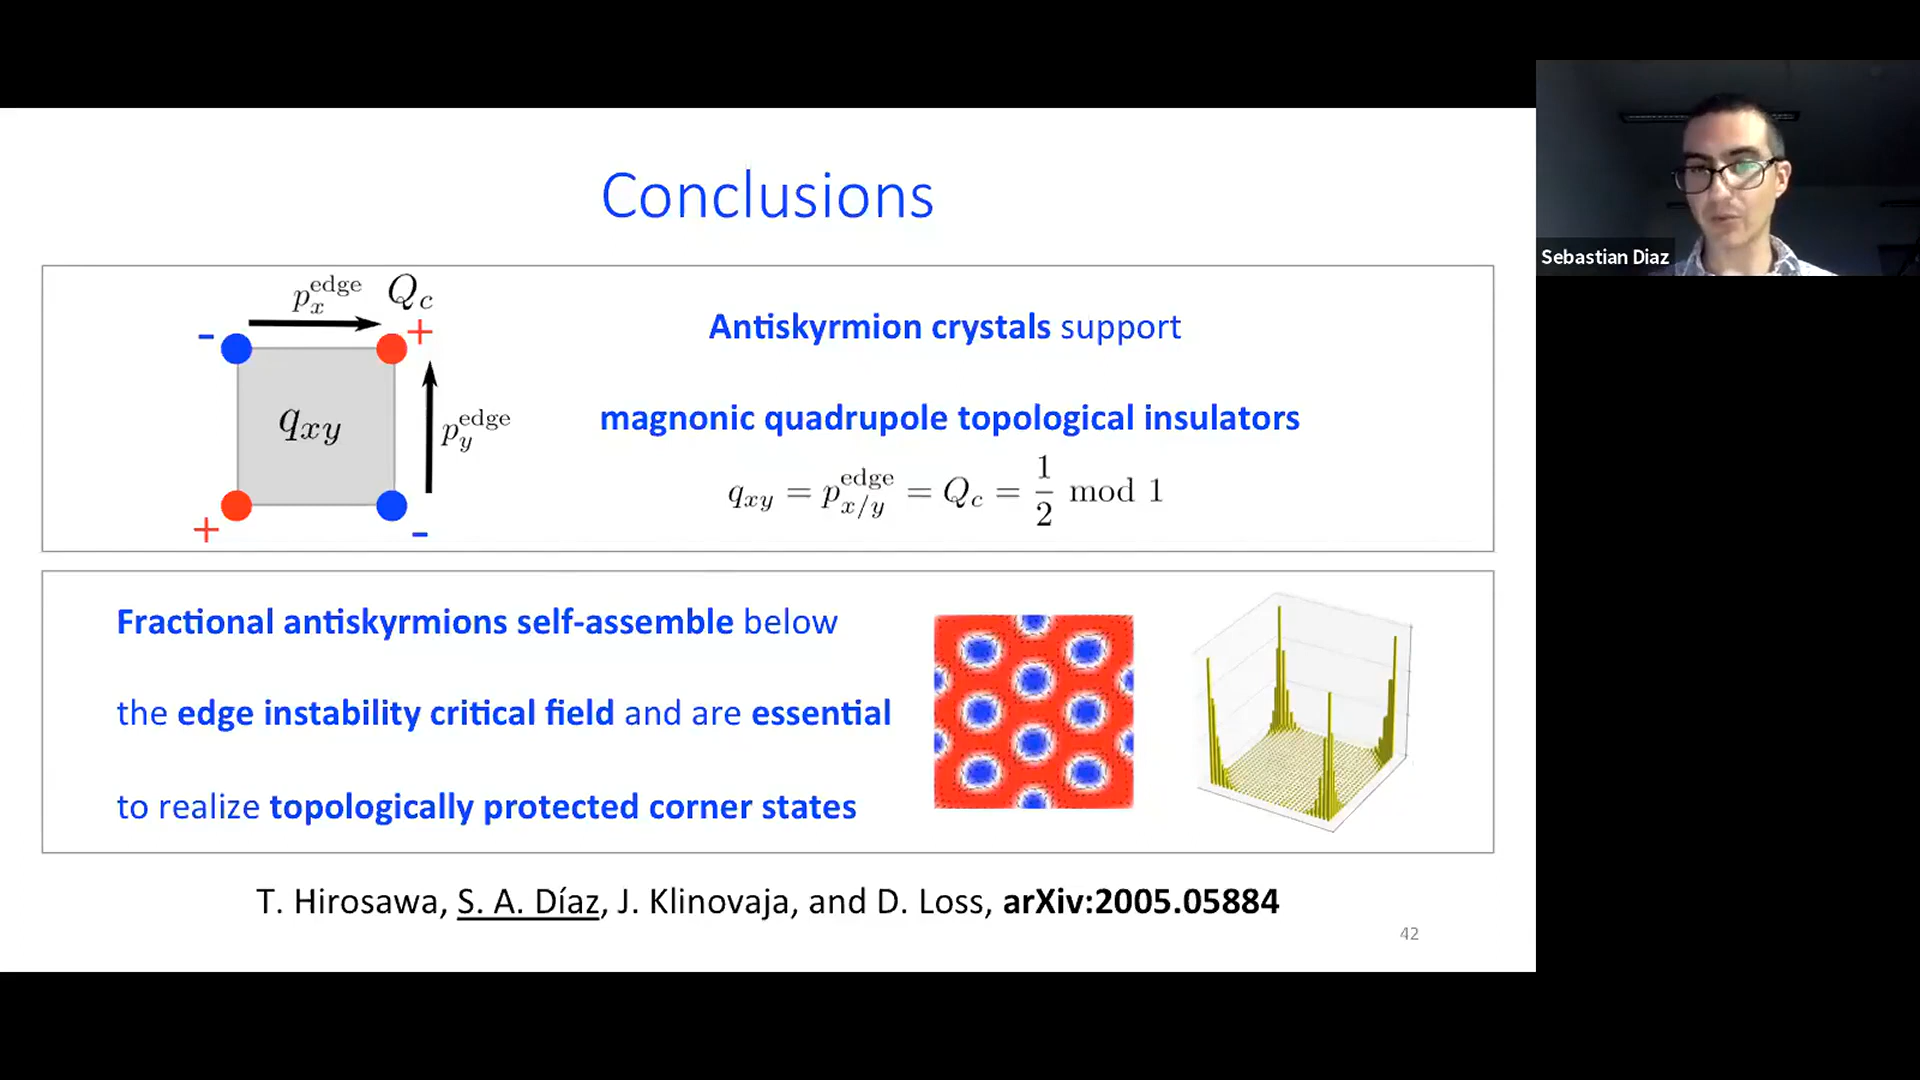 Conclusions
p_x^edge Q_c
- +
q_xy
p_y^edge
+ -
Antiskyrmion crystals support
magnonic quadrupole topological insulators
q_xy = p_x/y^edge = Q_c = 1/2 mod 1
Fractional antiskyrmions self-assemble below
the edge instability critical field and are essential
to realize topologically protected corner states
T. Hirosawa, S. A. Díaz, J. Klinovaja, and D. Loss, arXiv:2005.05884
42
Sebastian Diaz